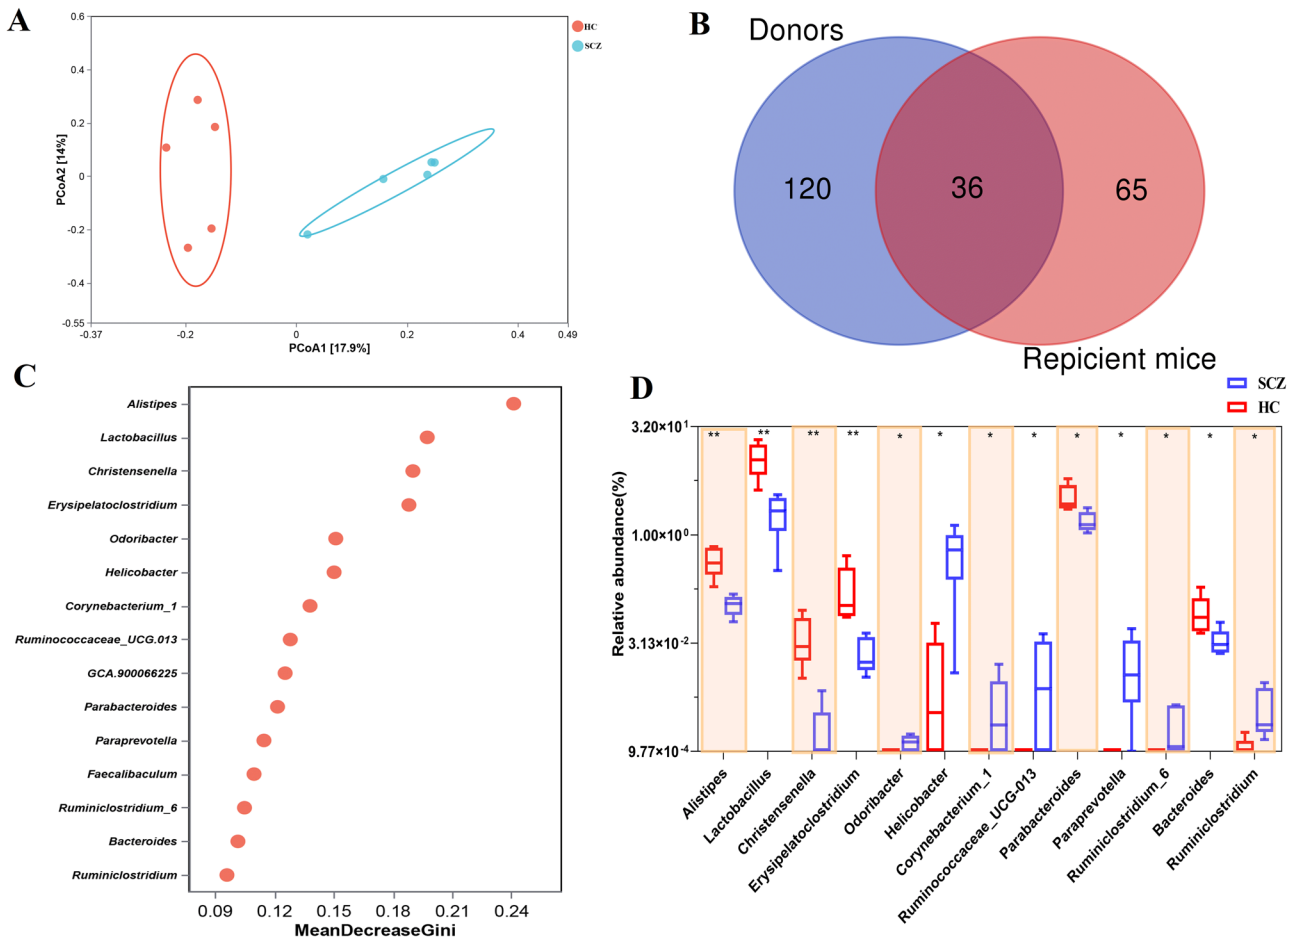 A
HC
SCZ
0.6
0.4
0.2
0
-0.2
-0.4
-0.55
PCoA2 [14%]
-0.37
-0.2
0
0.2
0.4
0.49
PCoA1 [17.9%]
B
Donors
120
36
65
Repicient mice
C
Alistipes
Lactobacillus
Christensenella
Erysipelatoclostridium
Odoribacter
Helicobacter
Corynebacterium_1
Ruminococcaceae_UCG.013
GCA.900066225
Parabacteroides
Paraprevotella
Faecalibaculum
Ruminiclostridium_6
Bacteroides
Ruminiclostridium
0.09
0.12
0.15
0.18
0.21
0.24
MeanDecreaseGini
D
SCZ
HC
3.20×10¹
1.00×10⁰
3.13×10⁻²
9.77×10⁻⁴
Relative abundance(%)
** ** ** ** * * * * * * * * *
Alistipes
Lactobacillus
Christensenella
Erysipelatoclostridium
Odoribacter
Helicobacter
Corynebacterium_1
Ruminococcaceae_UCG-013
Parabacteroides
Paraprevotella
Ruminiclostridium_6
Bacteroides
Ruminiclostridium